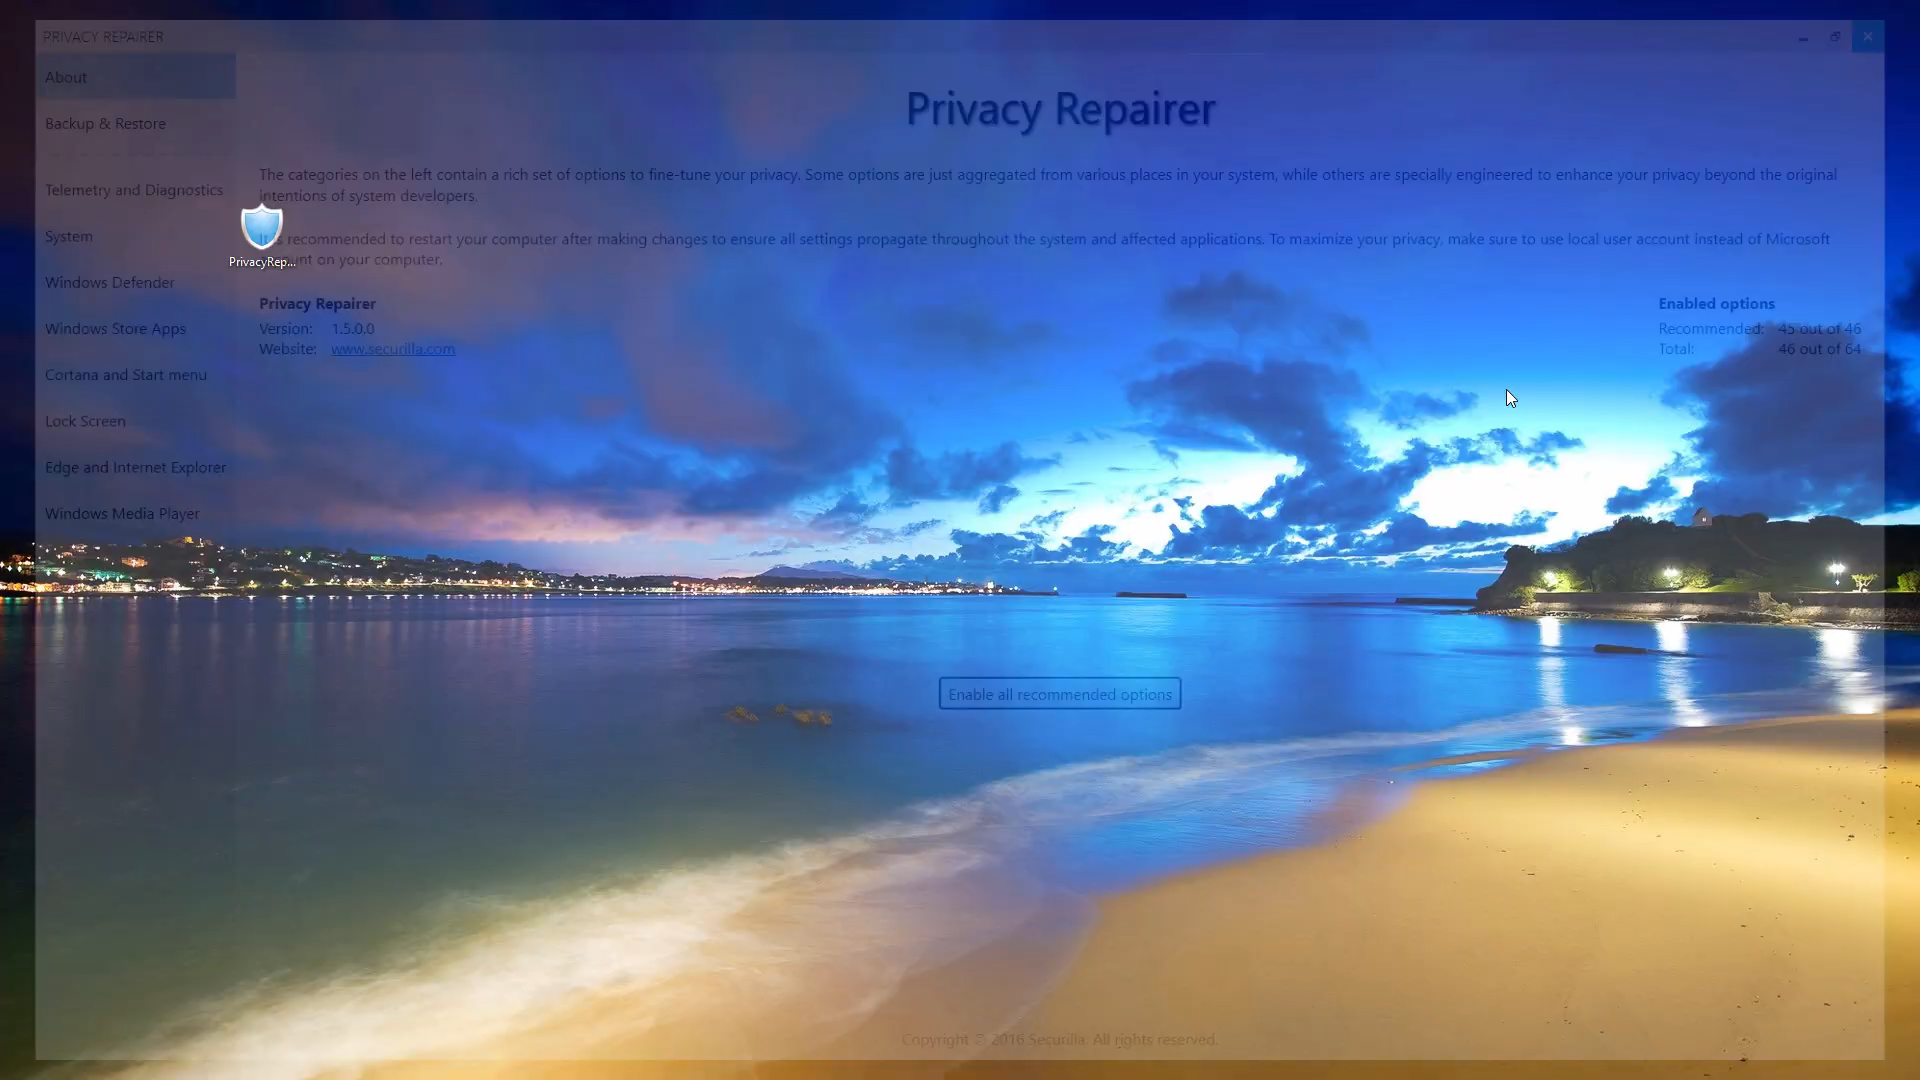 PRIVACY REPAIRER
About
Backup & Restore
Telemetry and Diagnostics
System
Windows Defender
Windows Store Apps
Cortana and Start menu
Lock Screen
Edge and Internet Explorer
Windows Media Player
PrivacyRep...
Privacy Repairer
The categories on the left contain a rich set of options to fine-tune your privacy. Some options are just aggregated from various places in your system, while others are specially engineered to enhance your privacy beyond the original
intentions of system developers.
recommended to restart your computer after making changes to ensure all settings propagate throughout the system and affected applications. To maximize your privacy, make sure to use local user account instead of Microsoft
on your computer.
Privacy Repairer
Version: 1.5.0.0
Website: www.securilla.com
Enabled options
Recommended: 45 out of 46
Total: 46 out of 64
Enable all recommended options
Copyright © 2016 Securilla. All rights reserved.